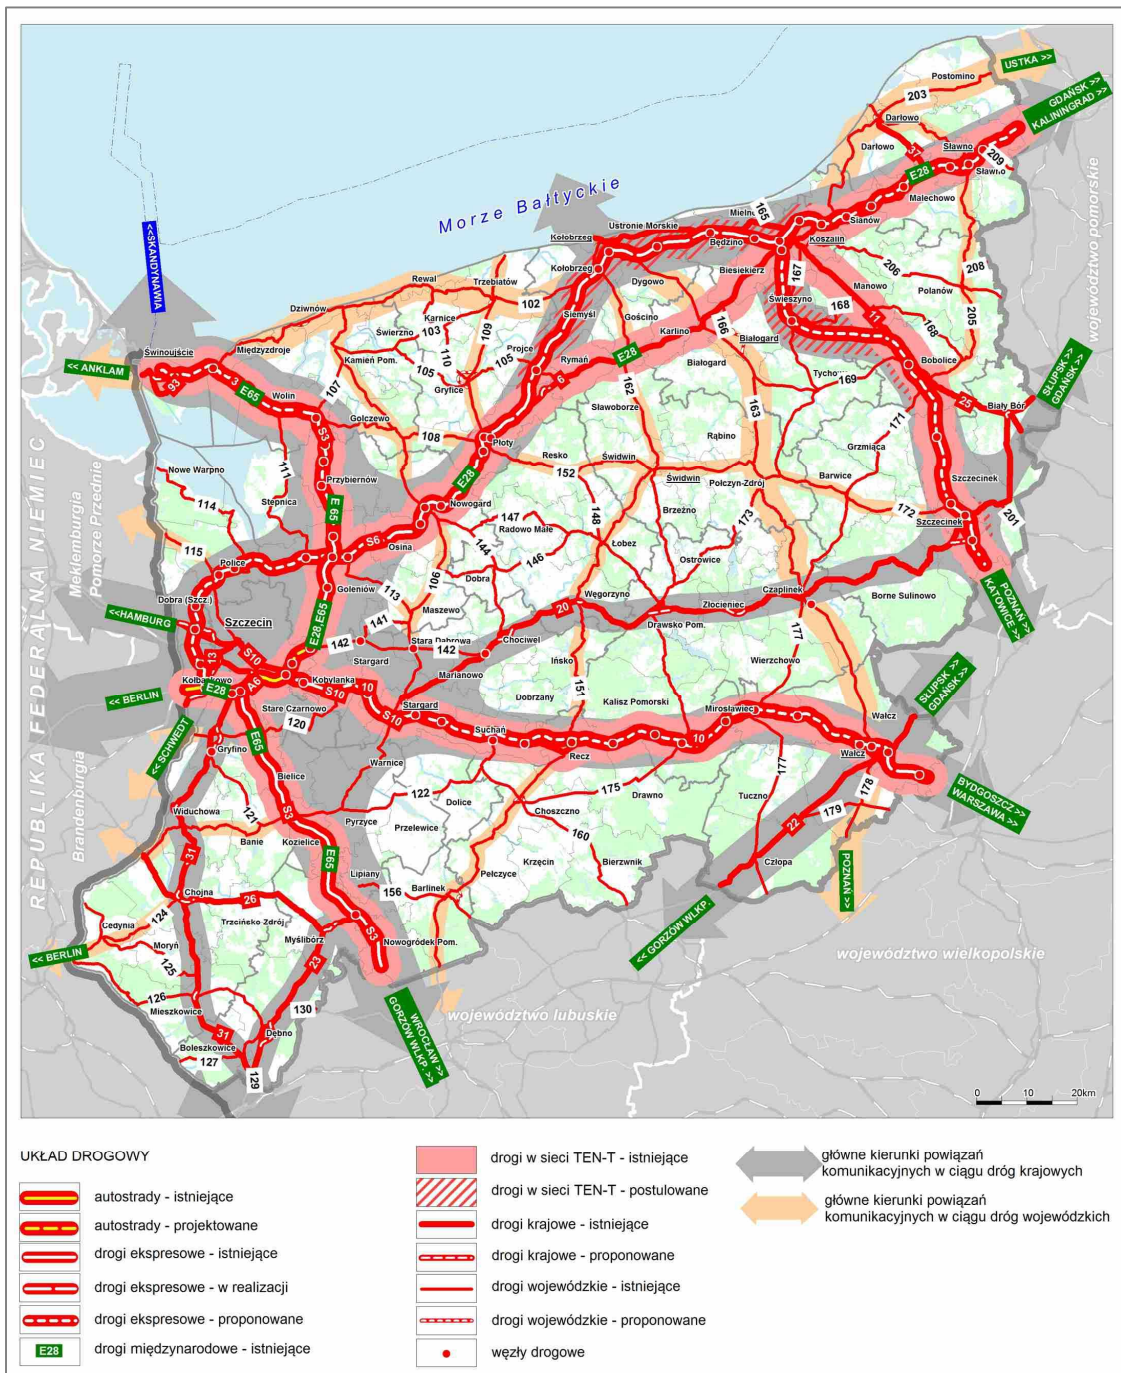 USTKA >>
Postomino
203
GDAŃSK >>
KALININGRAD >>
Darłowo
Darłowo
37
Sławno
209
Sławno
E28
Malechowo
województwo pomorskie
<<SKANDYNAWIA
Morze Bałtyckie
Mielno
165
Ustronie Morskie
Kołobrzeg
Będzino
Sianów
Koszalin
Kołobrzeg
Biesiekierz
167
206
208
Rewal
Trzebiatów
Dygowo
Manowo
Polanów
Dziwnów
102
Świeszyno
168
205
Karnice
Siemyśl
Gościno
11
Świerzno
103
109
Karlino
166
168
Świnoujście
Międzyzdroje
Kamień Pom.
110
105
Projce
Rymań
E28
Białogard
Bobolice
<< ANKLAM
93
3
E65
105
Gryfice
6
Białogard
Tychowo
169
SŁUPSK >>
GDAŃSK >>
Wolin
107
162
25
Biały Bór
S3
Golczewo
Sławoborze
163
171
108
Płoty
Rąbino
Grzmiąca
REPUBLIKA FEDERALNA NIEMIEC
Meklemburgia
Pomorze Przednie
Nowe Warpno
111
E28
Resko
Świdwin
Barwice
152
Świdwin
Połczyn-Zdrój
Szczecinek
Przybiernów
Stepnica
114
Nowogard
172
Szczecinek
201
E 65
147
Radowo Małe
148
Brzeżno
173
115
S6
Osina
144
146
Łobez
Ostrowice
Police
Dobra
106
Goleniów
113
Węgorzyno
Czaplinek
Borne Sulinowo
POZNAŃ >>
KATOWICE >>
Dobra (Szcz.)
Maszewo
20
Złocieniec
<<HAMBURG
Szczecin
E28,E65
141
142
Stara Dąbrowa
142
Chociwel
Drawsko Pom.
177
13
S10
Stargard
Marianowo
Ińsko
Wierzchowo
SŁUPSK >>
GDAŃSK >>
Kołbaskowo
Kobylanka
<< BERLIN
E28
A6
S10
10
Dobrzany
151
Kalisz Pomorski
Mirosławiec
Wałcz
Stare Czarnowo
S10
Stargard
<< SCHWEDT
120
Suchań
10
Wałcz
E65
Gryfino
Recz
Warnice
BYDGOSZCZ >>
WARSZAWA >>
Bielice
177
178
Brandenburgia
122
Dolice
175
Drawno
Tuczno
179
Widuchowa
121
S3
Pyrzyce
Choszczno
22
Banie
Kozielice
Przelewice
160
31
E65
Krzęcin
Bierzwnik
Człopa
Lipiany
Pełczyce
POZNAŃ >>
Chojna
26
156
Barlinek
Cedynia
124
Trzcińsko-Zdrój
<< GORZÓW WLKP.
Myślibórz
S3
<< BERLIN
Moryń
125
23
Nowogródek Pom.
województwo wielkopolskie
126
Mieszkowice
130
województwo lubuskie
WROCŁAW >>
GORZÓW WLKP. >>
31
Dębno
Boleszkowice
127
129
0 10 20km
UKŁAD DROGOWY
autostrady - istniejące
autostrady - projektowane
drogi ekspresowe - istniejące
drogi ekspresowe - w realizacji
drogi ekspresowe - proponowane
E28 drogi międzynarodowe - istniejące
drogi w sieci TEN-T - istniejące
drogi w sieci TEN-T - postulowane
drogi krajowe - istniejące
drogi krajowe - proponowane
drogi wojewódzkie - istniejące
drogi wojewódzkie - proponowane
węzły drogowe
główne kierunki powiązań
komunikacyjnych w ciągu dróg krajowych
główne kierunki powiązań
komunikacyjnych w ciągu dróg wojewódzkich